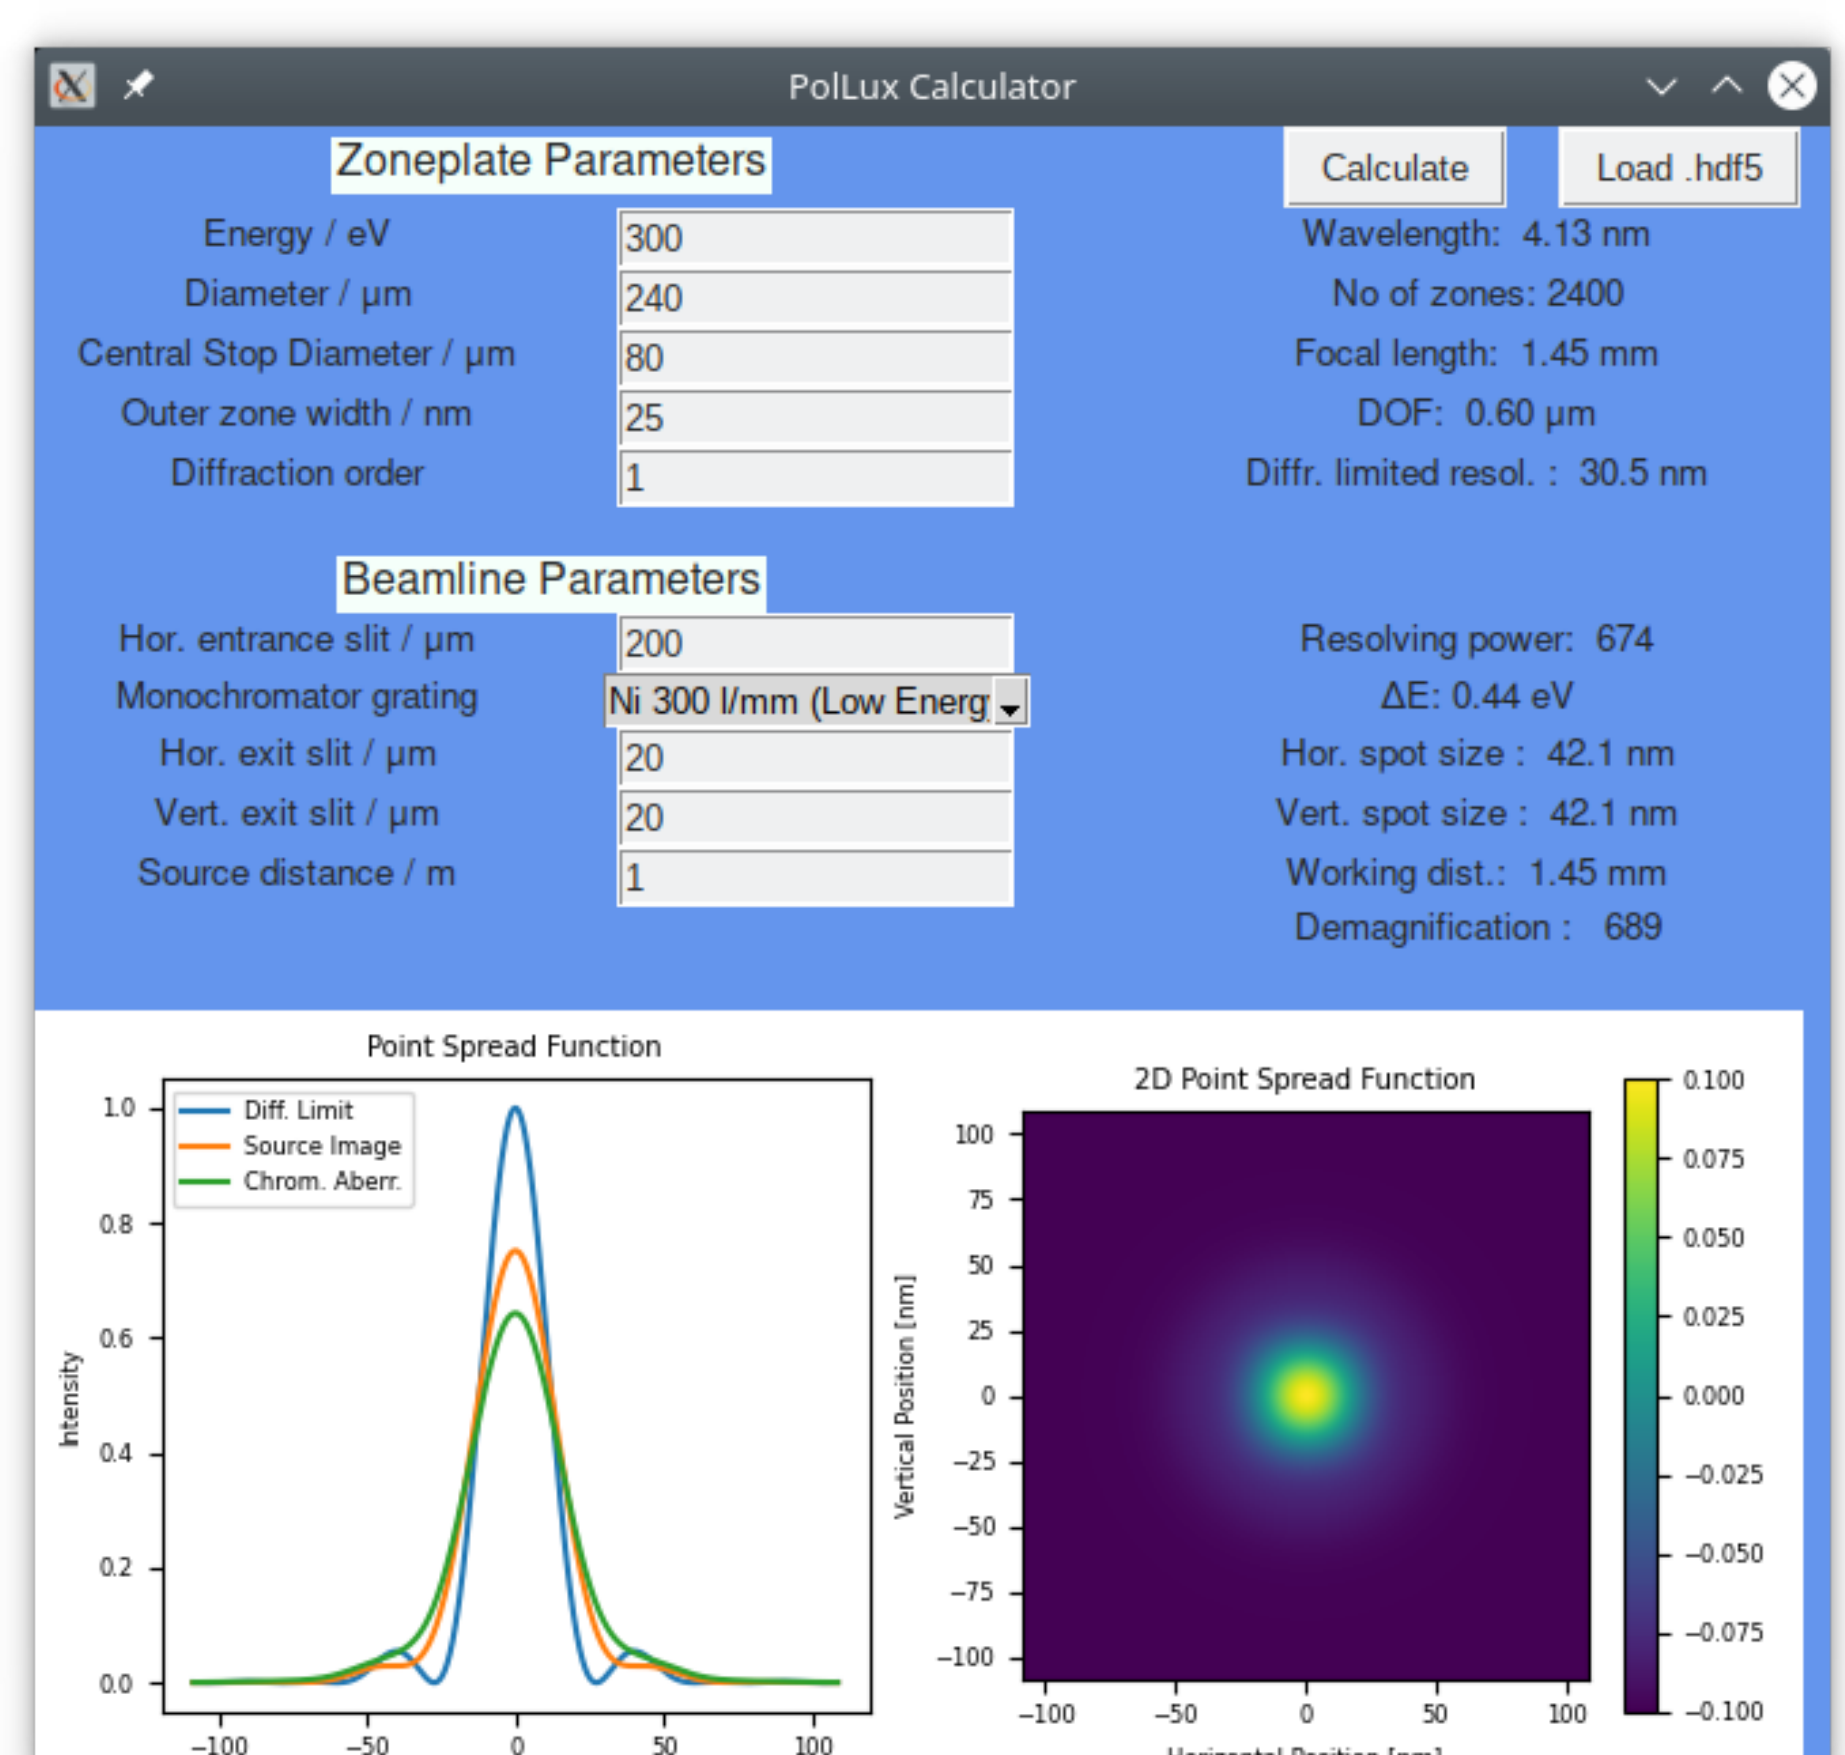 PolLux Calculator
Zoneplate Parameters
Calculate
Load .hdf5
Energy / eV
300
Wavelength: 4.13 nm
Diameter / µm
240
No of zones: 2400
Central Stop Diameter / µm
80
Focal length: 1.45 mm
Outer zone width / nm
25
DOF: 0.60 µm
Diffraction order
1
Diffr. limited resol. : 30.5 nm
Beamline Parameters
Hor. entrance slit / µm
200
Resolving power: 674
Monochromator grating
Ni 300 l/mm (Low Energ
ΔE: 0.44 eV
Hor. exit slit / µm
20
Hor. spot size : 42.1 nm
Vert. exit slit / µm
20
Vert. spot size : 42.1 nm
Source distance / m
1
Working dist.: 1.45 mm
Demagnification : 689
Point Spread Function
Diff. Limit
Source Image
Chrom. Aberr.
1.0
0.8
0.6
0.4
0.2
0.0
Intensity
−100
−50
0
50
100
2D Point Spread Function
100
75
50
25
0
−25
−50
−75
−100
Vertical Position [nm]
−100
−50
0
50
100
Horizontal Position [nm]
0.100
0.075
0.050
0.025
0.000
−0.025
−0.050
−0.075
−0.100